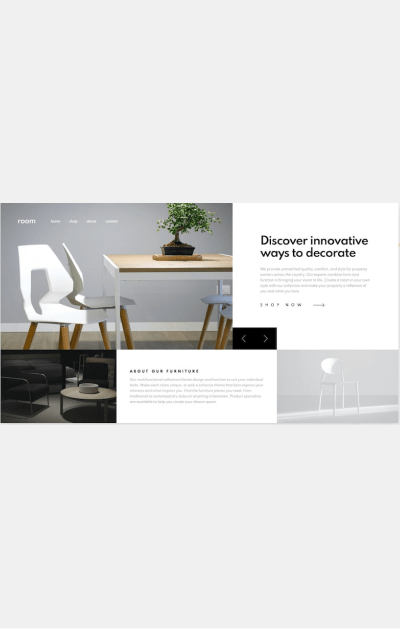 room
home shop about contact
Discover innovative
ways to decorate
We provide unmatched quality, comfort, and style for property
owners across the country. Our experts combine form and
function in bringing your vision to life. Create a room in your own
style with our collection and make your property a reflection of
you and what you love.
SHOP NOW
ABOUT OUR FURNITURE
Our multifunctional collection blends design and function to suit your individual
taste. Make each room unique, or pick a cohesive theme that best express your
interests and what inspires you. Find the furniture pieces you need, from
traditional to contemporary styles or anything in between. Product specialists
are available to help you create your dream space.